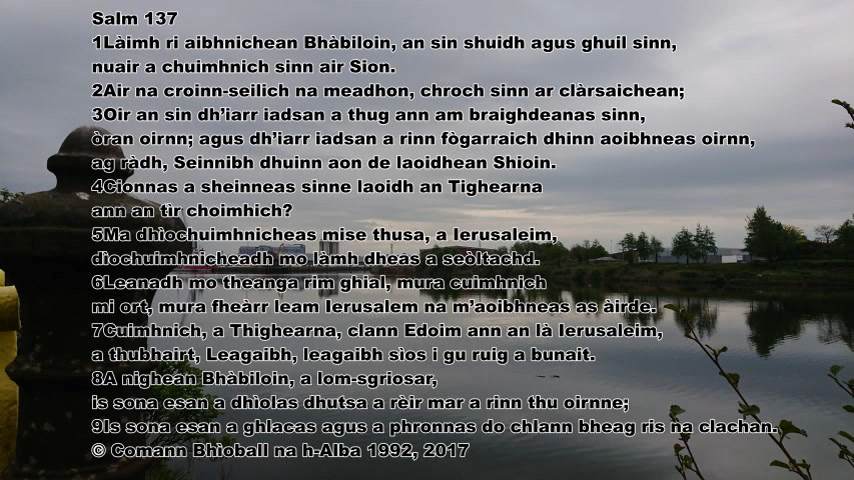 Salm 137
1Làimh ri aibhnichean Bhàbiloin, an sin shuidh agus ghuil sinn,
nuair a chuimhnich sinn air Sion.
2Air na croinn-seilich na meadhon, chroch sinn ar clàrsaichean;
3Oir an sin dh’iarr iadsan a thug ann am braighdeanas sinn,
òran oirnn; agus dh’iarr iadsan a rinn fògarraich dhinn aoibhneas oirnn,
ag ràdh, Seinnibh dhuinn aon de laoidhean Shioin.
4Cionnas a sheinneas sinne laoidh an Tighearna
ann an tìr choimhich?
5Ma dhìochuimhnicheas mise thusa, a Ierusaleim,
dìochuimhnicheadh mo làmh dheas a seòltachd.
6Leanadh mo theanga rim ghial, mura cuimhnich
mi ort, mura fheàrr leam Ierusalem na m’aoibhneas as àirde.
7Cuimhnich, a Thighearna, clann Edoim ann an là Ierusaleim,
a thubhairt, Leagaibh, leagaibh sìos i gu ruig a bunait.
8A nighean Bhàbiloin, a lom-sgriosar,
is sona esan a dhìolas dhutsa a rèir mar a rinn thu oirnne;
9Is sona esan a ghlacas agus a phronnas do chlann bheag ris na clachan.
© Comann Bhìoball na h-Alba 1992, 2017